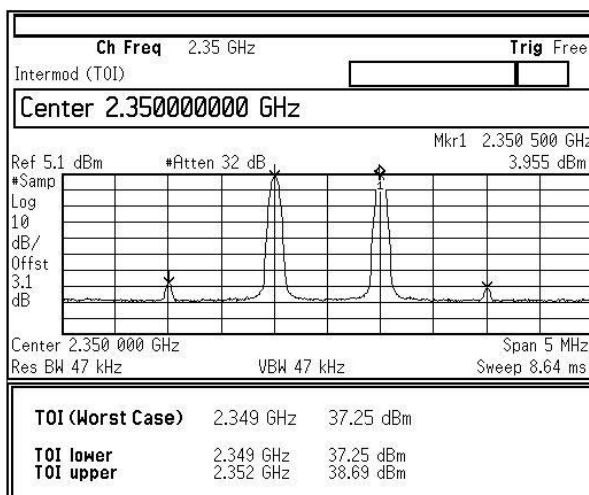 Ch Freq 2.35 GHz Trig Free
Intermod (TOI)
Center 2.350000000 GHz
Mkr1 2.350 500 GHz
Ref 5.1 dBm #Atten 32 dB 3.955 dBm
#Samp
Log
10
dB/
Offst
3.1
dB
1
Center 2.350 000 GHz Span 5 MHz
Res BW 47 kHz VBW 47 kHz Sweep 8.64 ms
TOI (Worst Case) 2.349 GHz 37.25 dBm
TOI lower 2.349 GHz 37.25 dBm
TOI upper 2.352 GHz 38.69 dBm